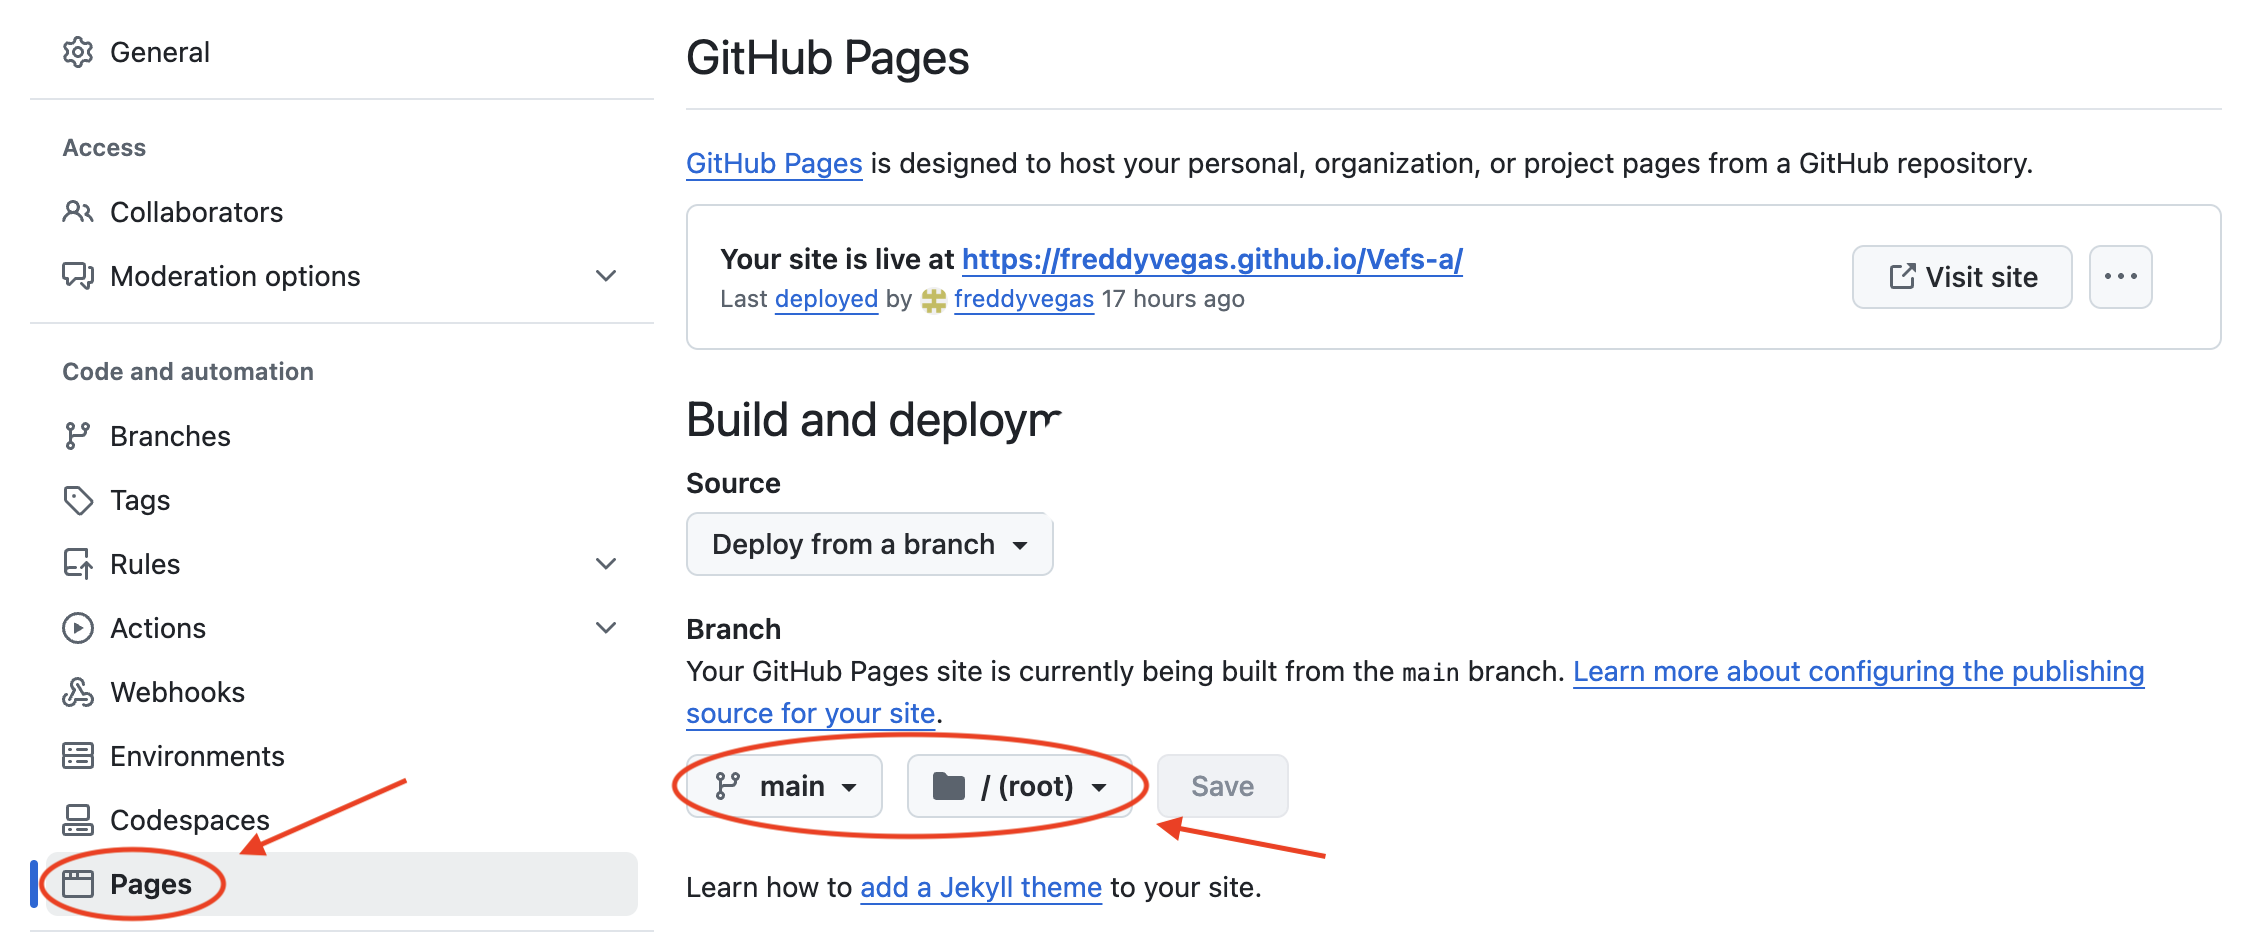 General
Access
Collaborators
Moderation options
Code and automation
Branches
Tags
Rules
Actions
Webhooks
Environments
Codespaces
Pages
GitHub Pages
GitHub Pages is designed to host your personal, organization, or project pages from a GitHub repository.
Your site is live at https://freddyvegas.github.io/Vefs-a/
Last deployed by freddyvegas 17 hours ago
Visit site
Build and
Source
Deploy from a branch
Branch
Your GitHub Pages site is currently being built from the main branch. Learn more about configuring the publishing
source for your site.
main
/ (root)
Save
Learn how to add a Jekyll theme to your site.